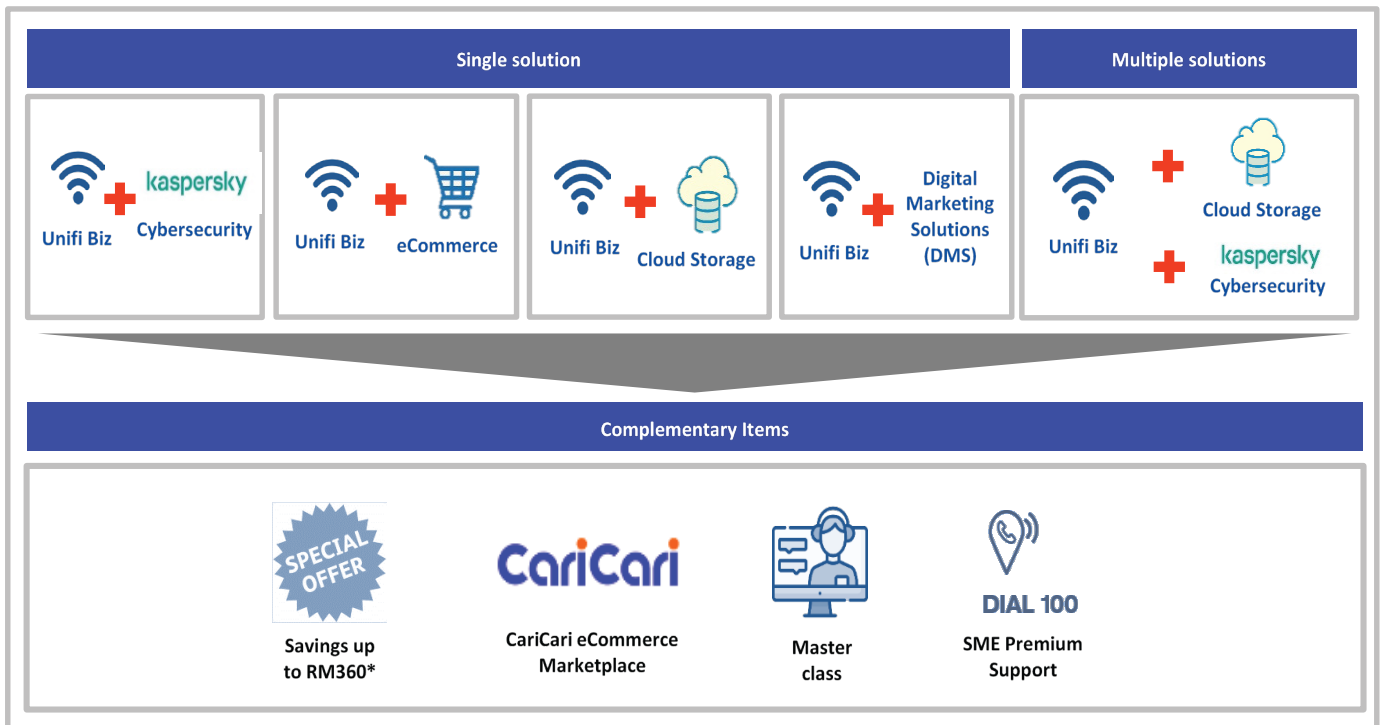 Single solution
Multiple solutions
Unifi Biz
kaspersky
Cybersecurity
Unifi Biz
eCommerce
Unifi Biz
Cloud Storage
Unifi Biz
Digital
Marketing
Solutions
(DMS)
Unifi Biz
Cloud Storage
kaspersky
Cybersecurity
Complementary Items
SPECIAL
OFFER
Savings up
to RM360*
CariCari
CariCari eCommerce
Marketplace
Master
class
DIAL 100
SME Premium
Support